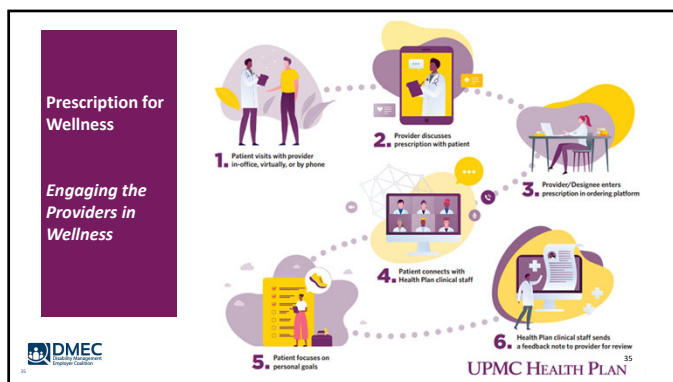 Prescription for
Wellness
Engaging the
Providers in
Wellness
1. Patient visits with provider
in-office, virtually, or by phone
2. Provider discusses
prescription with patient
3. Provider/Designee enters
prescription in ordering platform
4. Patient connects with
Health Plan clinical staff
5. Patient focuses on
personal goals
6. Health Plan clinical staff sends
a feedback note to provider for review
35
DMEC
Disability Management
Employer Coalition
35
UPMC HEALTH PLAN